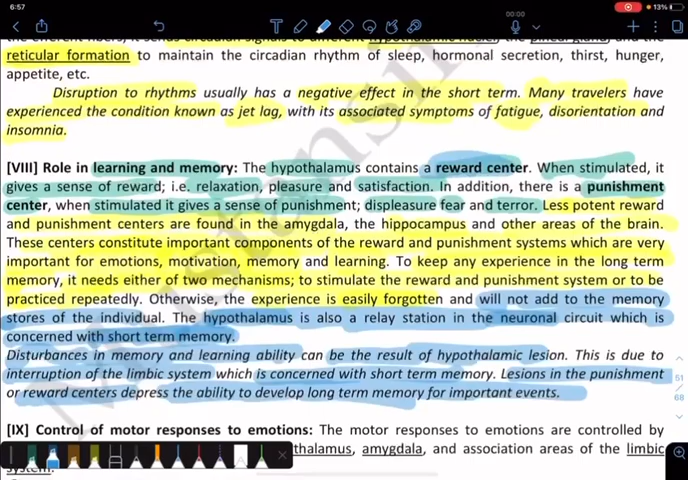 6:57
00:00
13%
reticular formation to maintain the circadian rhythm of sleep, hormonal secretion, thirst, hunger,
appetite, etc.
Disruption to rhythms usually has a negative effect in the short term. Many travelers have
experienced the condition known as jet lag, with its associated symptoms of fatigue, disorientation and
insomnia.
[VIII] Role in learning and memory: The hypothalamus contains a reward center. When stimulated, it
gives a sense of reward; i.e. relaxation, pleasure and satisfaction. In addition, there is a punishment
center, when stimulated it gives a sense of punishment; displeasure fear and terror. Less potent reward
and punishment centers are found in the amygdala, the hippocampus and other areas of the brain.
These centers constitute important components of the reward and punishment systems which are very
important for emotions, motivation, memory and learning. To keep any experience in the long term
memory, it needs either of two mechanisms; to stimulate the reward and punishment system or to be
practiced repeatedly. Otherwise, the experience is easily forgotten and will not add to the memory
stores of the individual. The hypothalamus is also a relay station in the neuronal circuit which is
concerned with short term memory.
Disturbances in memory and learning ability can be the result of hypothalamic lesion. This is due to
interruption of the limbic system which is concerned with short term memory. Lesions in the punishment
or reward centers depress the ability to develop long term memory for important events.
51
68
[IX] Control of motor responses to emotions: The motor responses to emotions are controlled by
thalamus, amygdala, and association areas of the limbic
system.